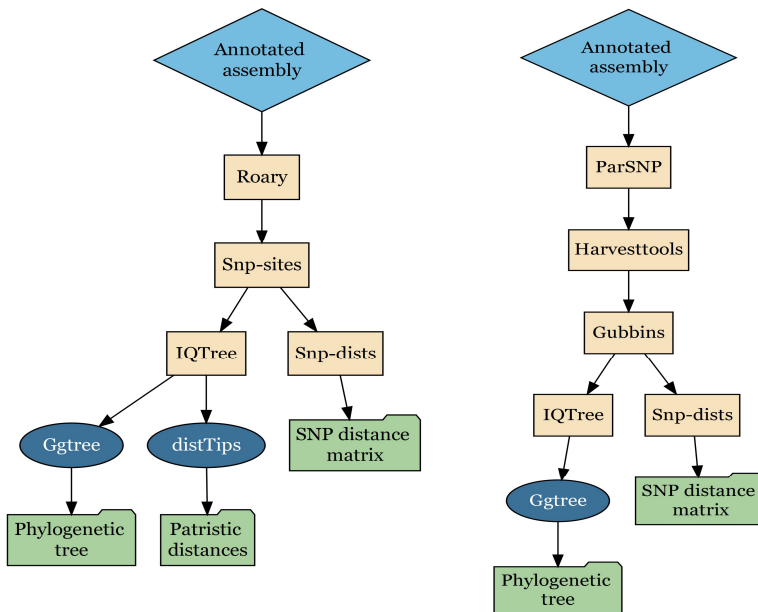 Annotated
assembly
Roary
Snp-sites
IQTree
Snp-dists
Ggtree
distTips
SNP distance
matrix
Phylogenetic
tree
Patristic
distances
Annotated
assembly
ParSNP
Harvesttools
Gubbins
IQTree
Snp-dists
Ggtree
SNP distance
matrix
Phylogenetic
tree